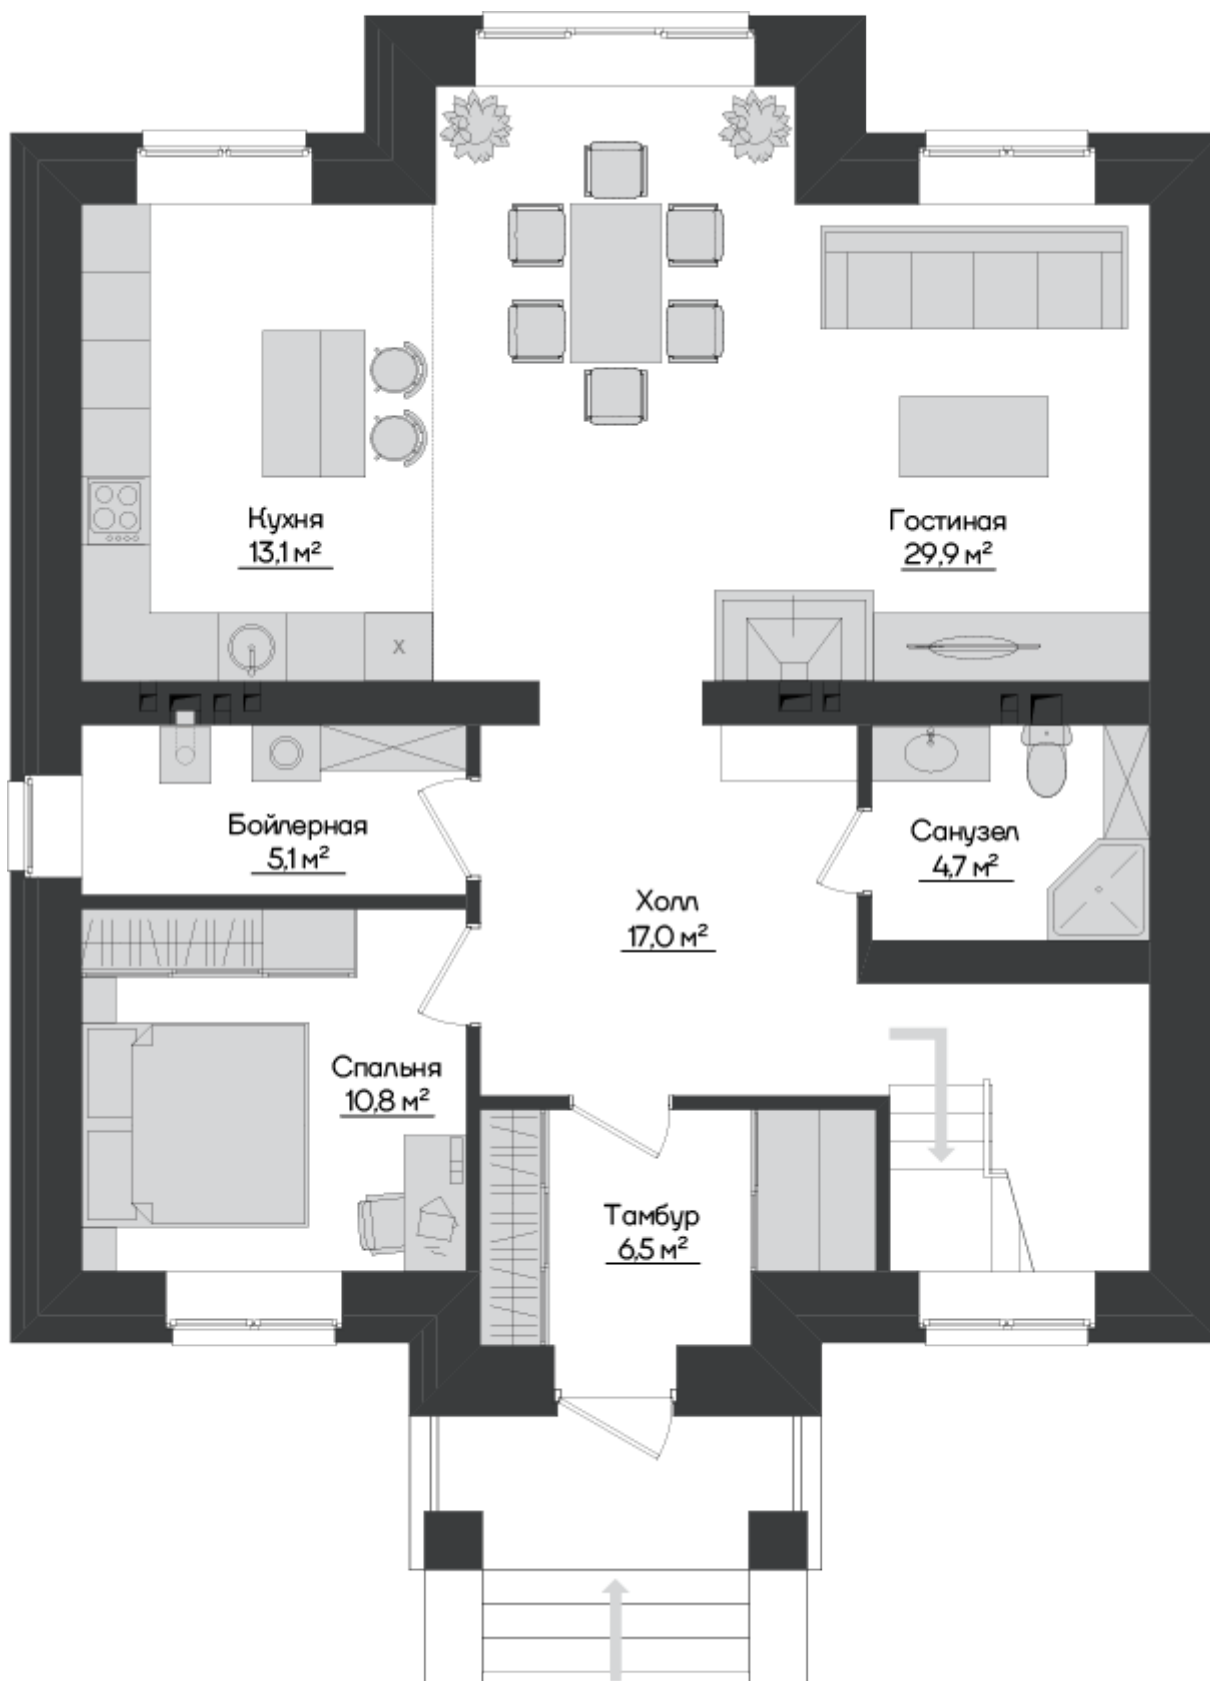 Кухня
13,1 м²
Гостиная
29,9 м²
X
Бойлерная
5,1 м²
Санузел
4,7 м²
Холл
17,0 м²
Спальня
10,8 м²
Тамбур
6,5 м²